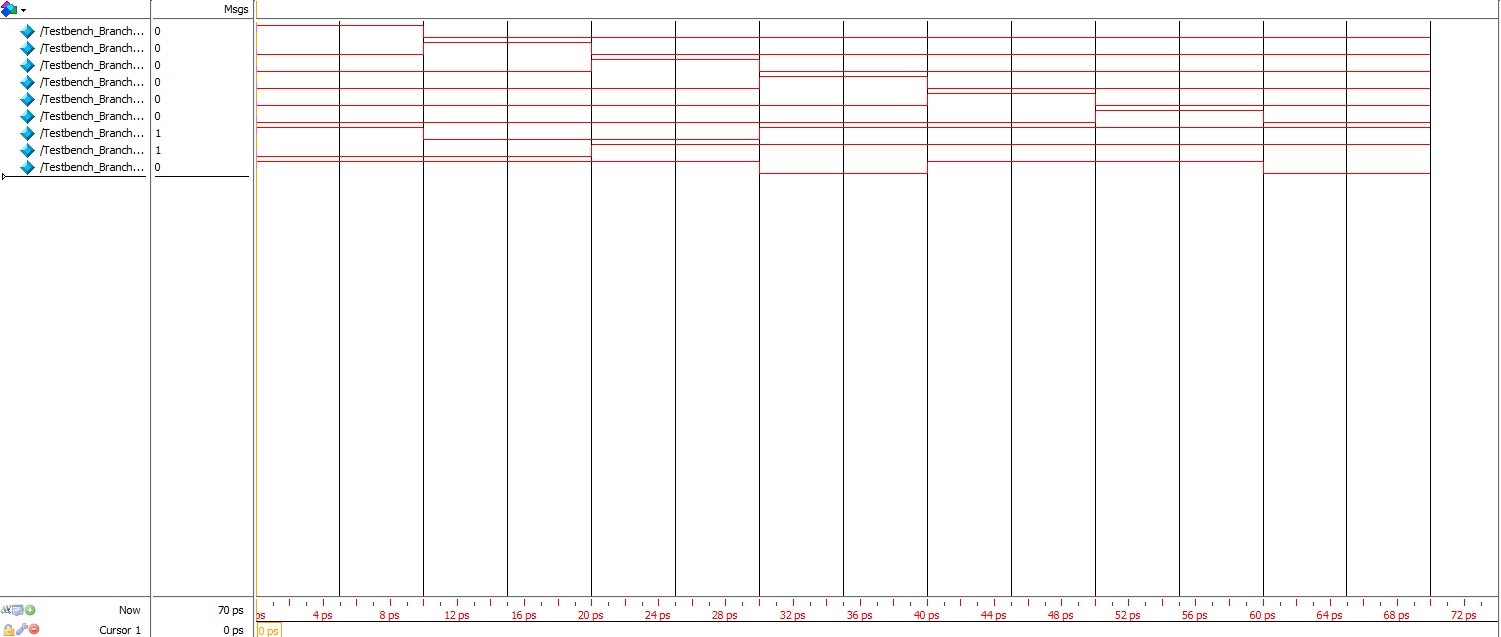 Msgs
/Testbench_Branch... 0
/Testbench_Branch... 0
/Testbench_Branch... 0
/Testbench_Branch... 0
/Testbench_Branch... 0
/Testbench_Branch... 0
/Testbench_Branch... 1
/Testbench_Branch... 1
/Testbench_Branch... 0
Now 70 ps ps 4 ps 8 ps 12 ps 16 ps 20 ps 24 ps 28 ps 32 ps 36 ps 40 ps 44 ps 48 ps 52 ps 56 ps 60 ps 64 ps 68 ps 72 ps
Cursor 1 0 ps 0 ps